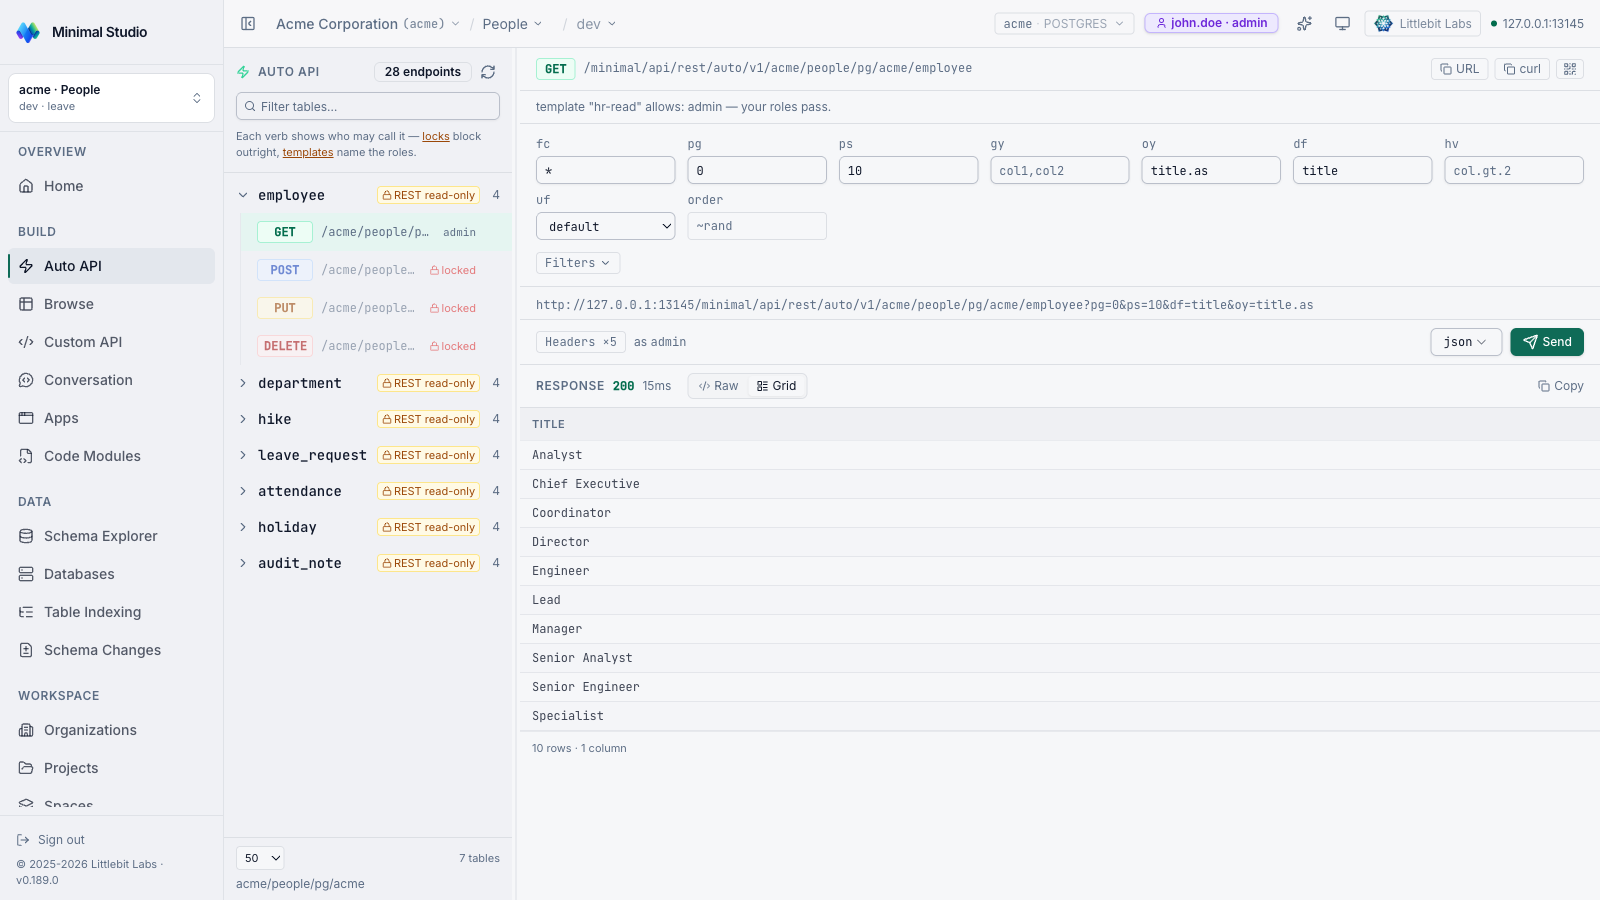 Minimal Studio
acme · People
dev · leave
OVERVIEW
Home
BUILD
Auto API
Browse
Custom API
Conversation
Apps
Code Modules
DATA
Schema Explorer
Databases
Table Indexing
Schema Changes
WORKSPACE
Organizations
Projects
Spaces
Sign out
© 2025-2026 Littlebit Labs ·
v0.189.0
Acme Corporation (acme) / People / dev
acme · POSTGRES
john.doe · admin
Littlebit Labs
127.0.0.1:13145
AUTO API
28 endpoints
Filter tables...
Each verb shows who may call it — locks block
outright, templates name the roles.
employee REST read-only 4
GET /acme/people/p… admin
POST /acme/people… locked
PUT /acme/people… locked
DELETE /acme/people… locked
department REST read-only 4
hike REST read-only 4
leave_request REST read-only 4
attendance REST read-only 4
holiday REST read-only 4
audit_note REST read-only 4
50
7 tables
acme/people/pg/acme
GET /minimal/api/rest/auto/v1/acme/people/pg/acme/employee
URL
curl
template "hr-read" allows: admin — your roles pass.
fc pg ps gy oy df hv
* 0 10 col1,col2 title.as title col.gt.2
uf order
default ~rand
Filters
http://127.0.0.1:13145/minimal/api/rest/auto/v1/acme/people/pg/acme/employee?pg=0&ps=10&df=title&oy=title.as
Headers ×5 as admin
json
Send
RESPONSE 200 15ms
Raw
Grid
Copy
TITLE
Analyst
Chief Executive
Coordinator
Director
Engineer
Lead
Manager
Senior Analyst
Senior Engineer
Specialist
10 rows · 1 column